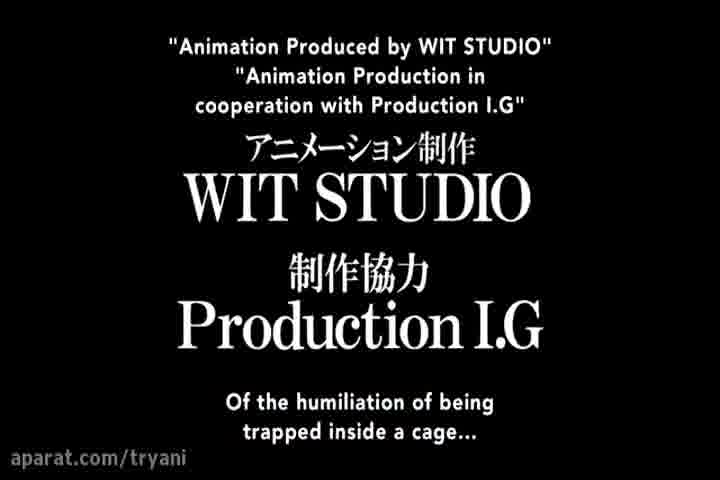 "Animation Produced by WIT STUDIO"
"Animation Production in
cooperation with Production I.G"
アニメーション制作
WIT STUDIO
制作協力
Production I.G
Of the humiliation of being
trapped inside a cage...
aparat.com/tryani